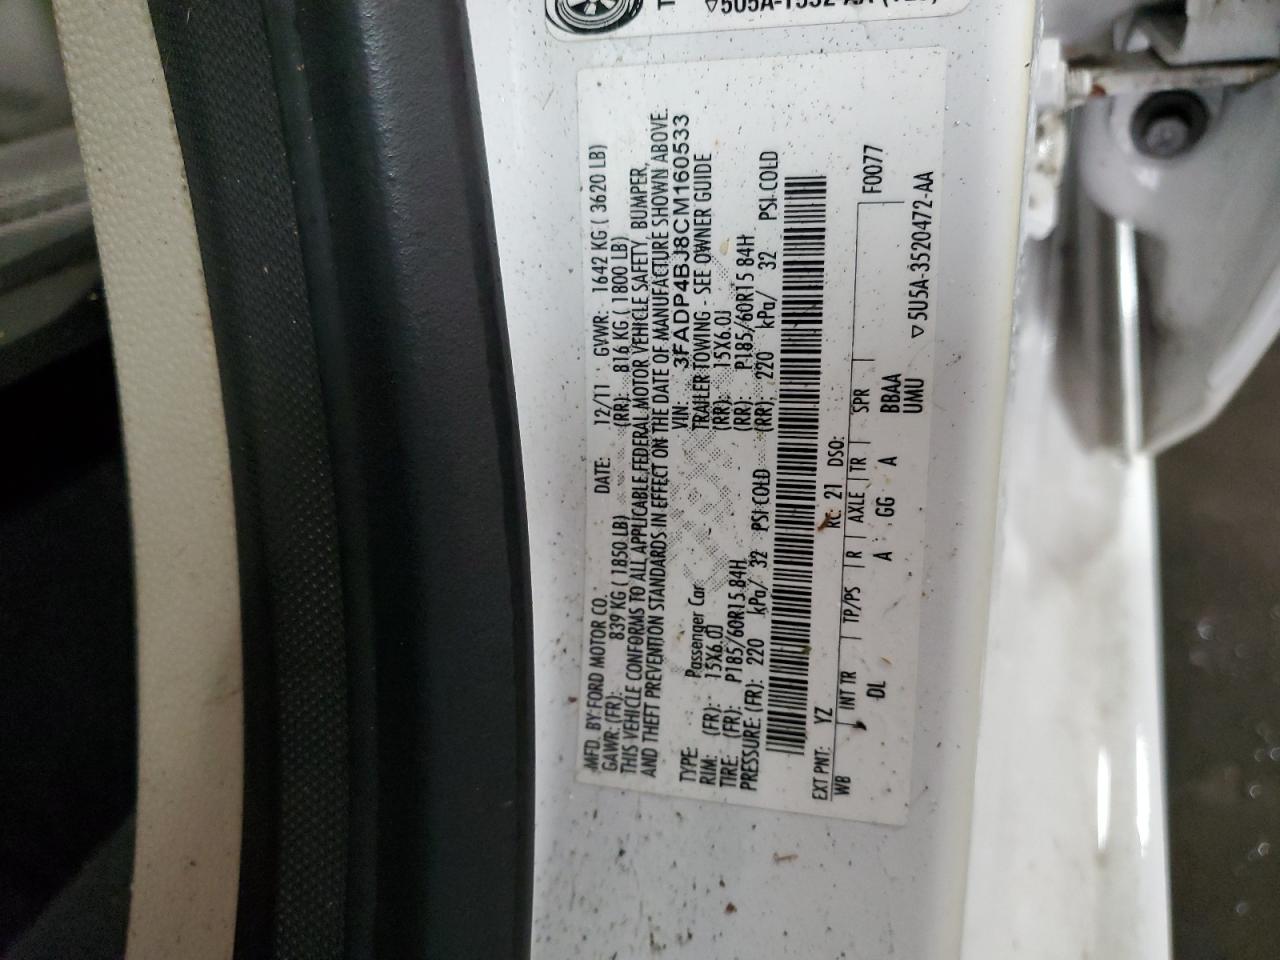 5U5A-1532
MFD. BY FORD MOTOR CO. DATE: 12/11 GVWR: 1642 KG ( 3620 LB)
GAWR: (FR): 839 KG ( 1850 LB) (RR): 816 KG ( 1800 LB)
THIS VEHICLE CONFORMS TO ALL APPLICABLE FEDERAL MOTOR VEHICLE SAFETY, BUMPER,
AND THEFT PREVENTION STANDARDS IN EFFECT ON THE DATE OF MANUFACTURE SHOWN ABOVE.
VIN: 3FADP4BJ8CM160533
TYPE: Passenger Car TRAILER TOWING - SEE OWNER GUIDE
RIM: (FR): 15X6.0J (RR): 15X6.0J
TIRE: (FR): P185/60R15 84H (RR): P185/60R15 84H
PRESSURE: (FR): 220 kPa/ 32 PSI COLD (RR): 220 kPa/ 32 PSI COLD
EXT PNT: YZ RC: 21 DSO: F0077
WB INT TR TP/PS R AXLE TR SPR
DL A GG A BBAA
UMU
▽5U5A-3520472-AA